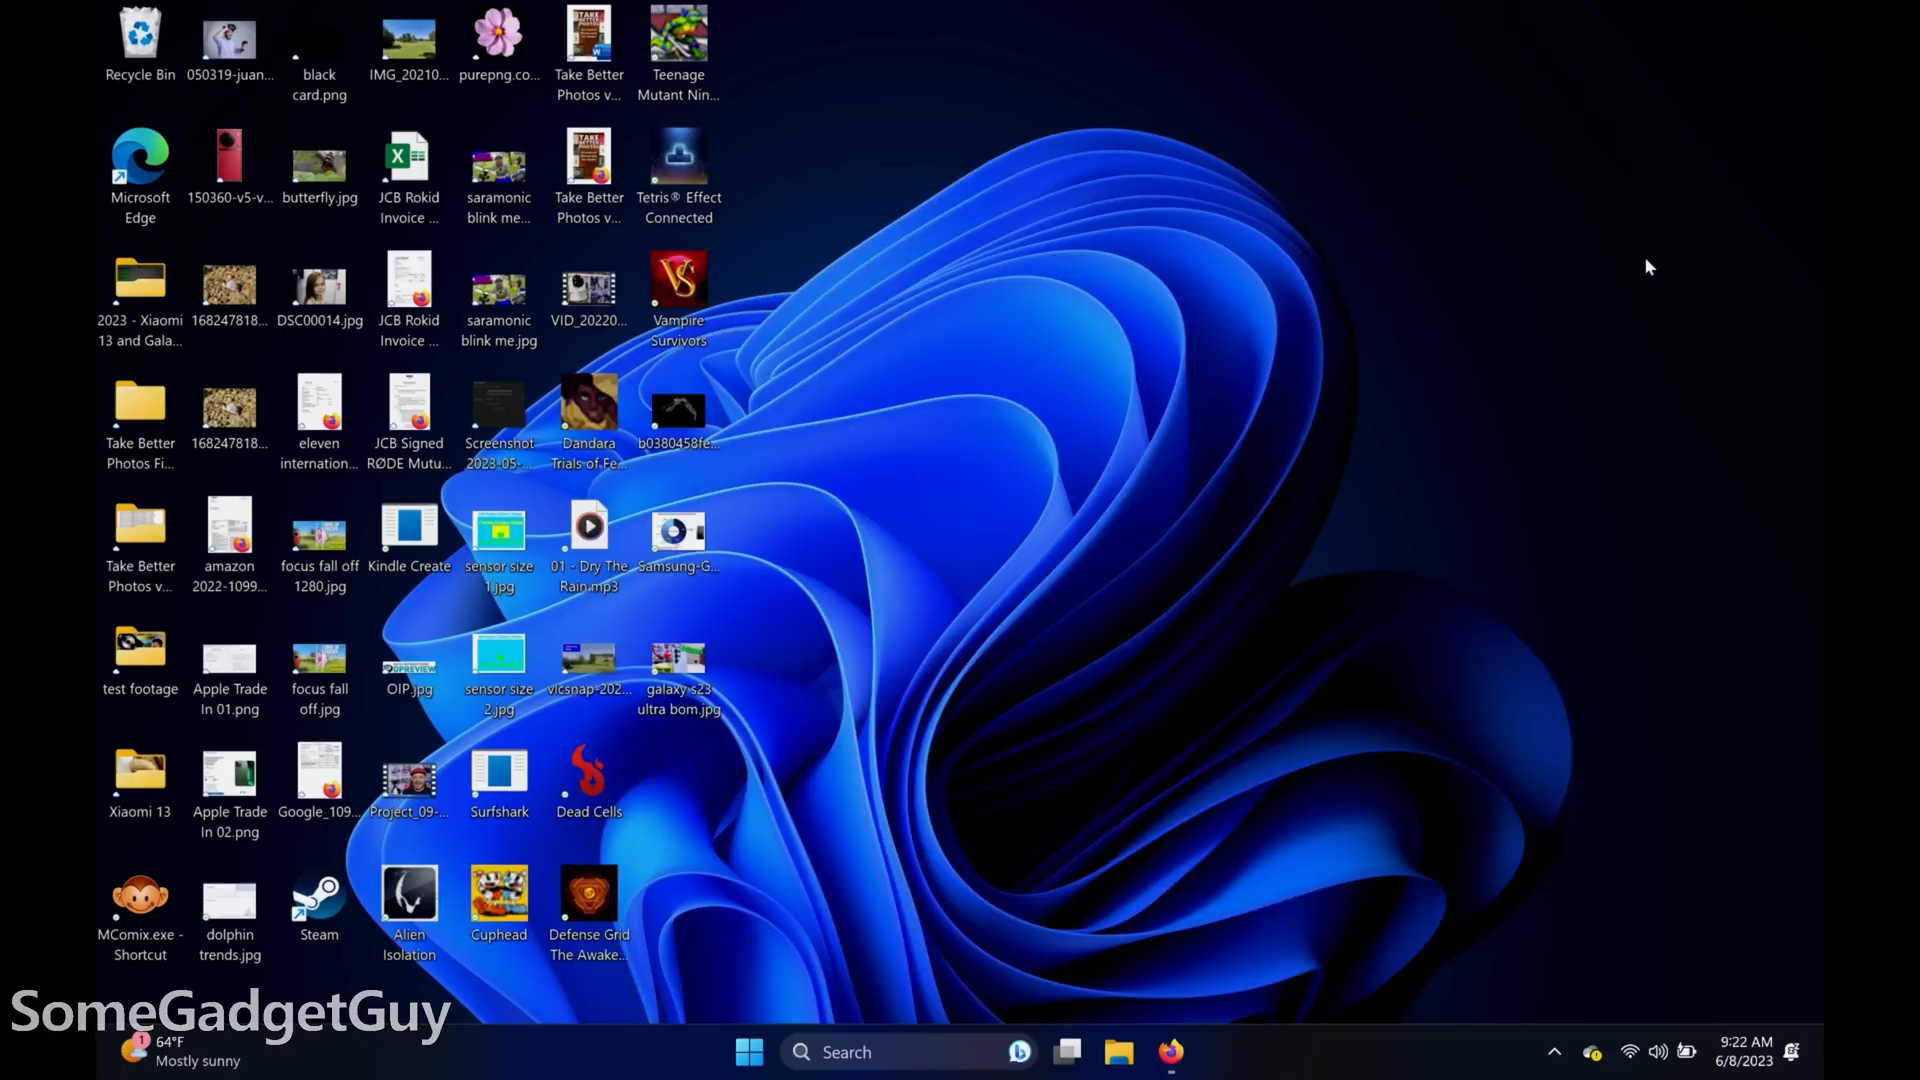 Recycle Bin
050319-juan...
black
card.png
IMG_20210...
purepng.co...
Take Better
Photos v...
Teenage
Mutant Nin...
Microsoft
Edge
150360-v5-v...
butterfly.jpg
JCB Rokid
Invoice ...
saramonic
blink me...
Take Better
Photos v...
Tetris® Effect
Connected
2023 - Xiaomi
13 and Gala...
168247818...
DSC00014.jpg
JCB Rokid
Invoice ...
saramonic
blink me.jpg
VID_20220...
Vampire
Survivors
Take Better
Photos Fi...
168247818...
eleven
internation...
JCB Signed
RØDE Mutu...
Screenshot
2023-05-...
Dandara
Trials of Fe...
b0380458fe...
Take Better
Photos v...
amazon
2022-1099...
focus fall off
1280.jpg
Kindle Create
sensor size
1.jpg
01 - Dry The
Rain.mp3
Samsung-G...
test footage
Apple Trade
In 01.png
focus fall
off.jpg
DPREVIEW
OIP.jpg
sensor size
2.jpg
vlcsnap-202...
galaxy s23
ultra bom.jpg
Xiaomi 13
Apple Trade
In 02.png
Google_109...
Project_09-...
Surfshark
Dead Cells
MComix.exe -
Shortcut
dolphin
trends.jpg
Steam
Alien
Isolation
Cuphead
Defense Grid
The Awake...
SomeGadgetGuy
1
64°F
Mostly sunny
Search
9:22 AM
6/8/2023